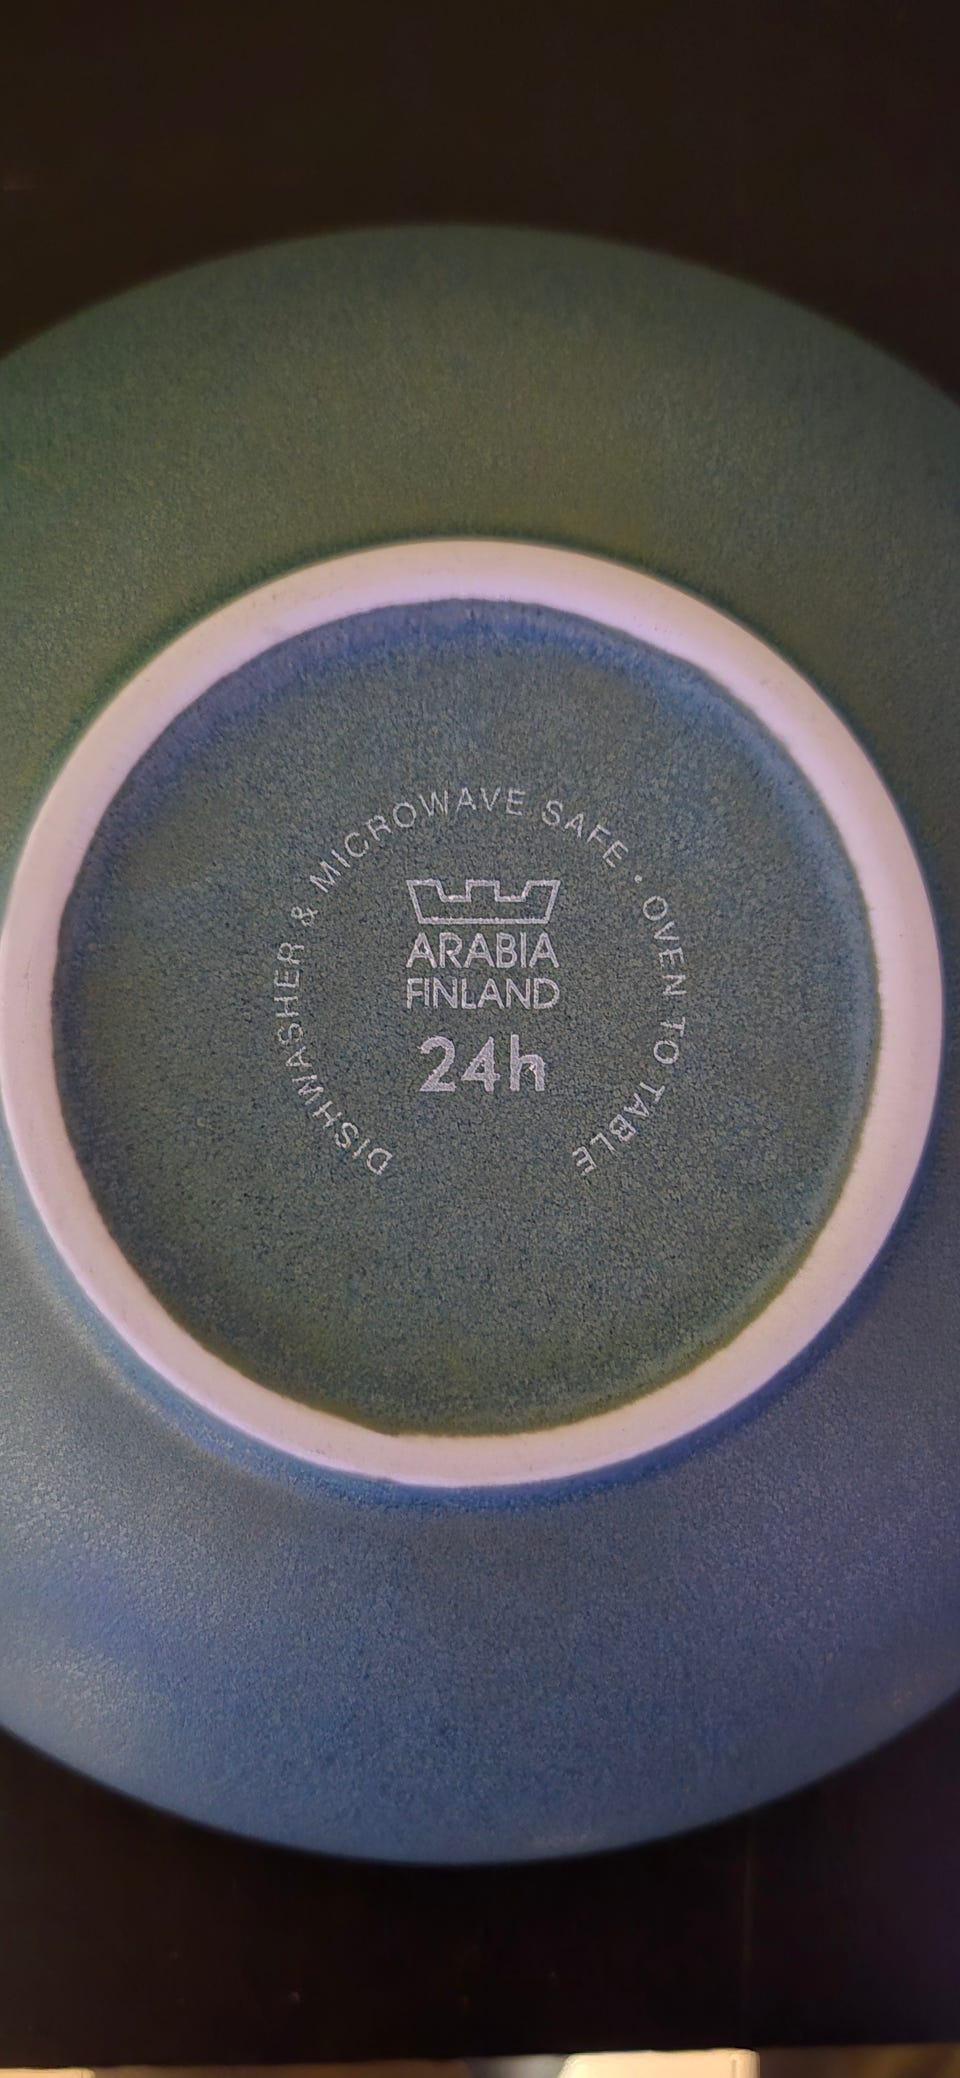 DISHWASHER & MICROWAVE SAFE · OVEN TO TABLE
ARABIA
FINLAND
24h